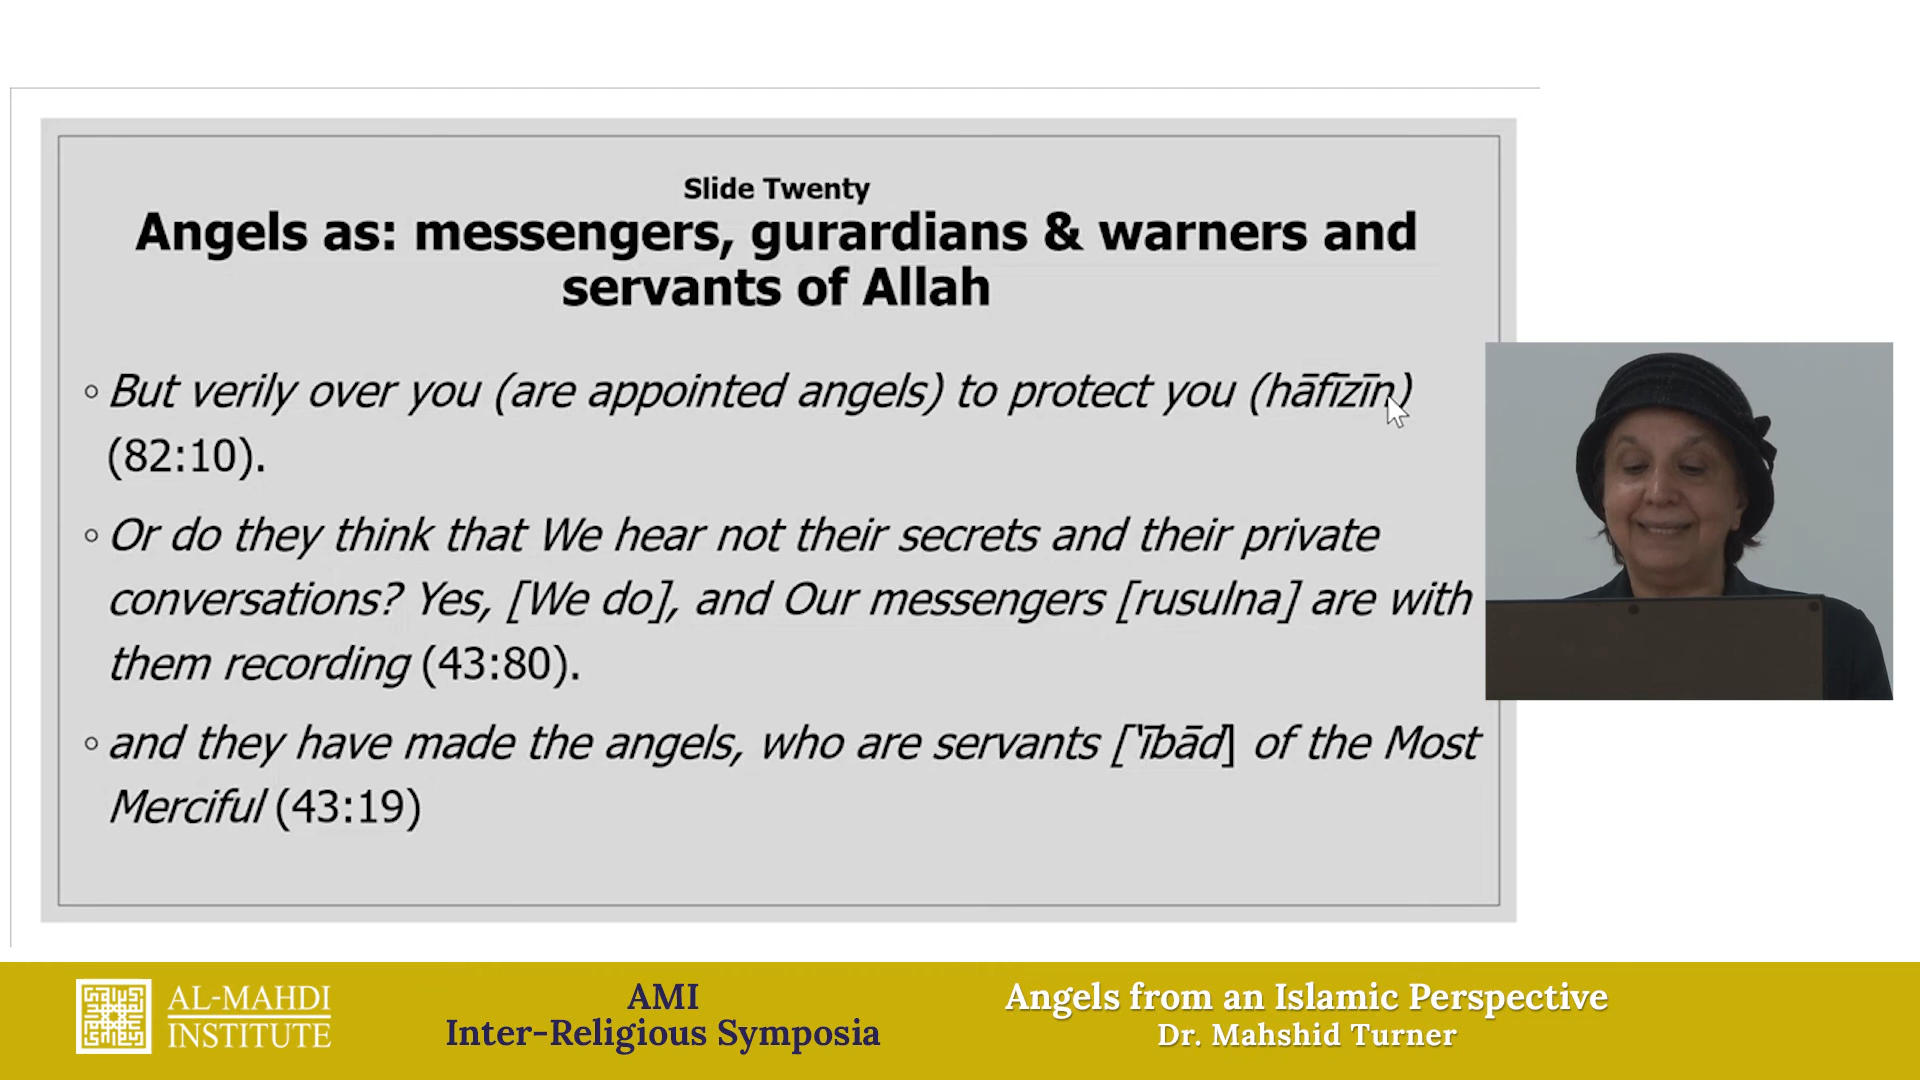 Slide Twenty
Angels as: messengers, gurardians & warners and
servants of Allah
But verily over you (are appointed angels) to protect you (hāfīzīn)
(82:10).
Or do they think that We hear not their secrets and their private
conversations? Yes, [We do], and Our messengers [rusulna] are with
them recording (43:80).
and they have made the angels, who are servants ['ībād] of the Most
Merciful (43:19)
AL-MAHDI
INSTITUTE
AMI
Inter-Religious Symposia
Angels from an Islamic Perspective
Dr. Mahshid Turner